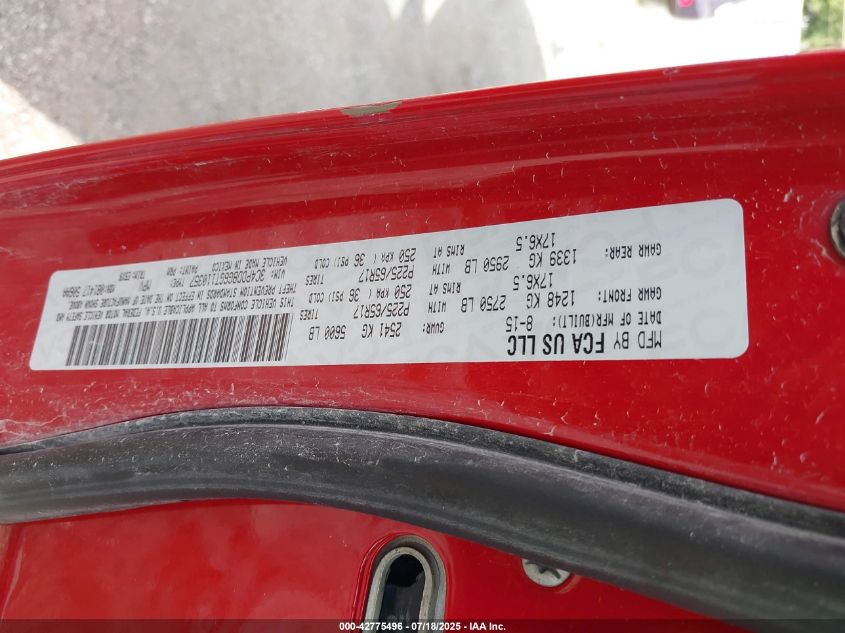 MFD BY FCA US LLC
DATE OF MFR(BUILT): 8-15
GVWR: 2541 KG 5600 LB
GAWR FRONT: 1248 KG 2750 LB WITH P225/65R17 TIRES
17X6.5 RIMS AT 250 KPA ( 36 PSI) COLD
GAWR REAR: 1339 KG 2950 LB WITH P225/65R17 TIRES
17X6.5 RIMS AT 250 KPA ( 36 PSI) COLD
THIS VEHICLE CONFORMS TO ALL APPLICABLE U.S.A. FEDERAL MOTOR VEHICLE SAFETY AND
THEFT PREVENTION STANDARDS IN EFFECT ON THE DATE OF MANUFACTURE SHOWN ABOVE.
VIN: TYPE: MPV
VEHICLE MADE IN MEXICO PAINT: PRM
000-42775496 - 07/18/2025 - IAA Inc.